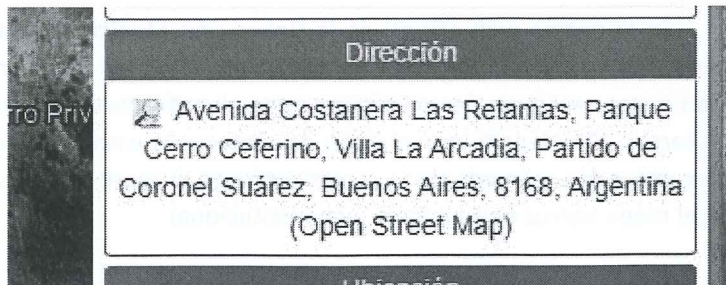 Dirección
rro Priv
Avenida Costanera Las Retamas, Parque
Cerro Ceferino, Villa La Arcadia, Partido de
Coronel Suárez, Buenos Aires, 8168, Argentina
(Open Street Map)
Ubicación